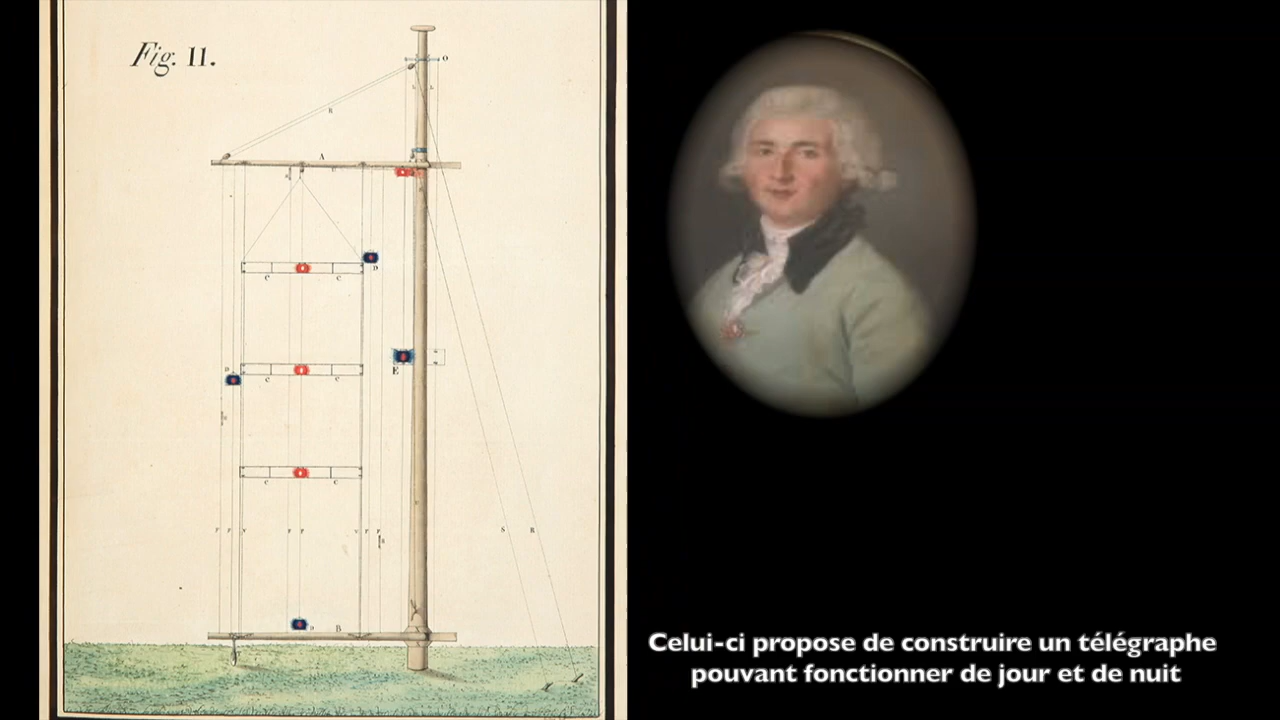 Fig. 11.
O
R
A
C C
D
D
E
C C
C C
S R
B
Celui-ci propose de construire un télégraphe
pouvant fonctionner de jour et de nuit